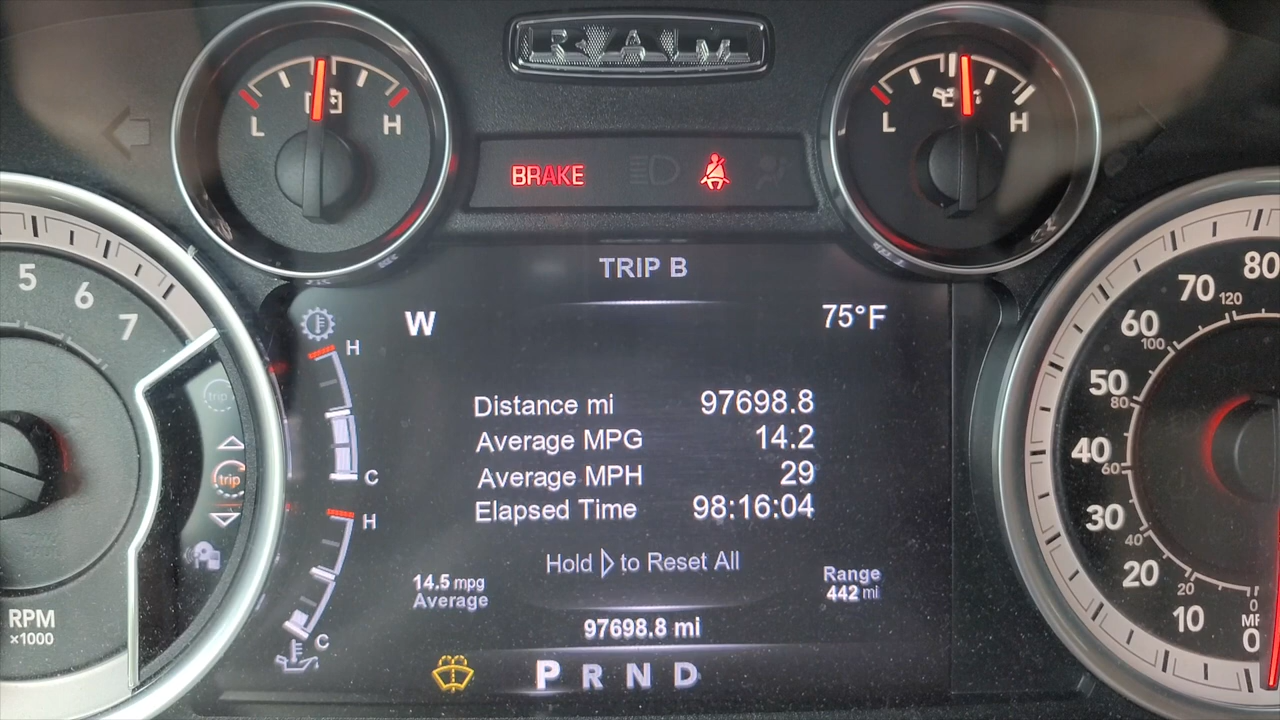 RAM
L H
L H
BRAKE
TRIP B
W 75°F
H
C
H
C
Distance mi 97698.8
Average MPG 14.2
Average MPH 29
Elapsed Time 98:16:04
Hold ▷ to Reset All
14.5 mpg
Average
Range
442 mi
97698.8 mi
P R N D
5
6
7
trip
trip
RPM
×1000
80
70
120
60
100
50
80
40
60
30
40
20
20
10
0
0